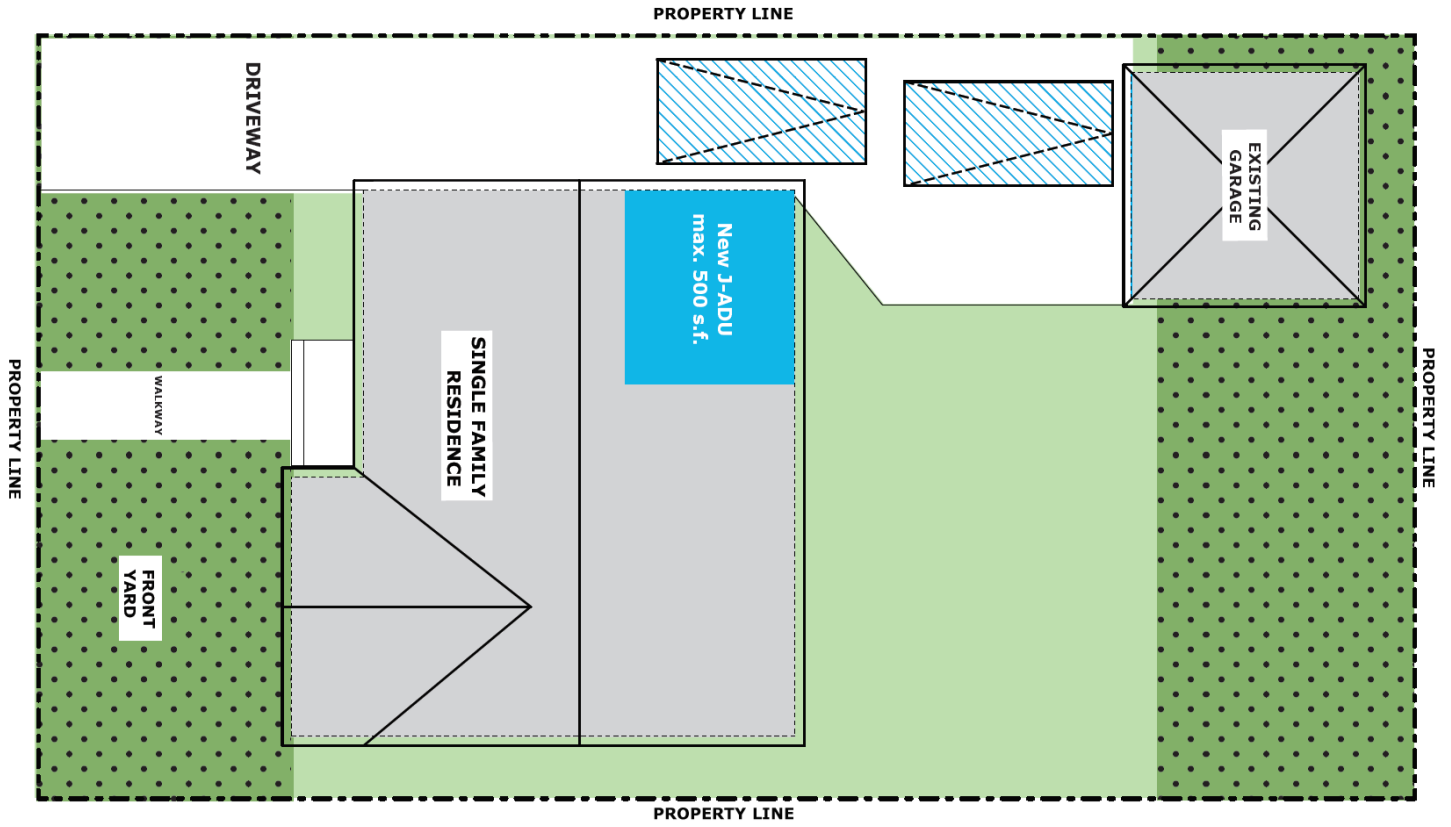 PROPERTY LINE
DRIVEWAY
EXISTING
GARAGE
New J-ADU
max. 500 s.f.
SINGLE FAMILY
RESIDENCE
WALKWAY
FRONT
YARD
PROPERTY LINE
PROPERTY LINE
PROPERTY LINE